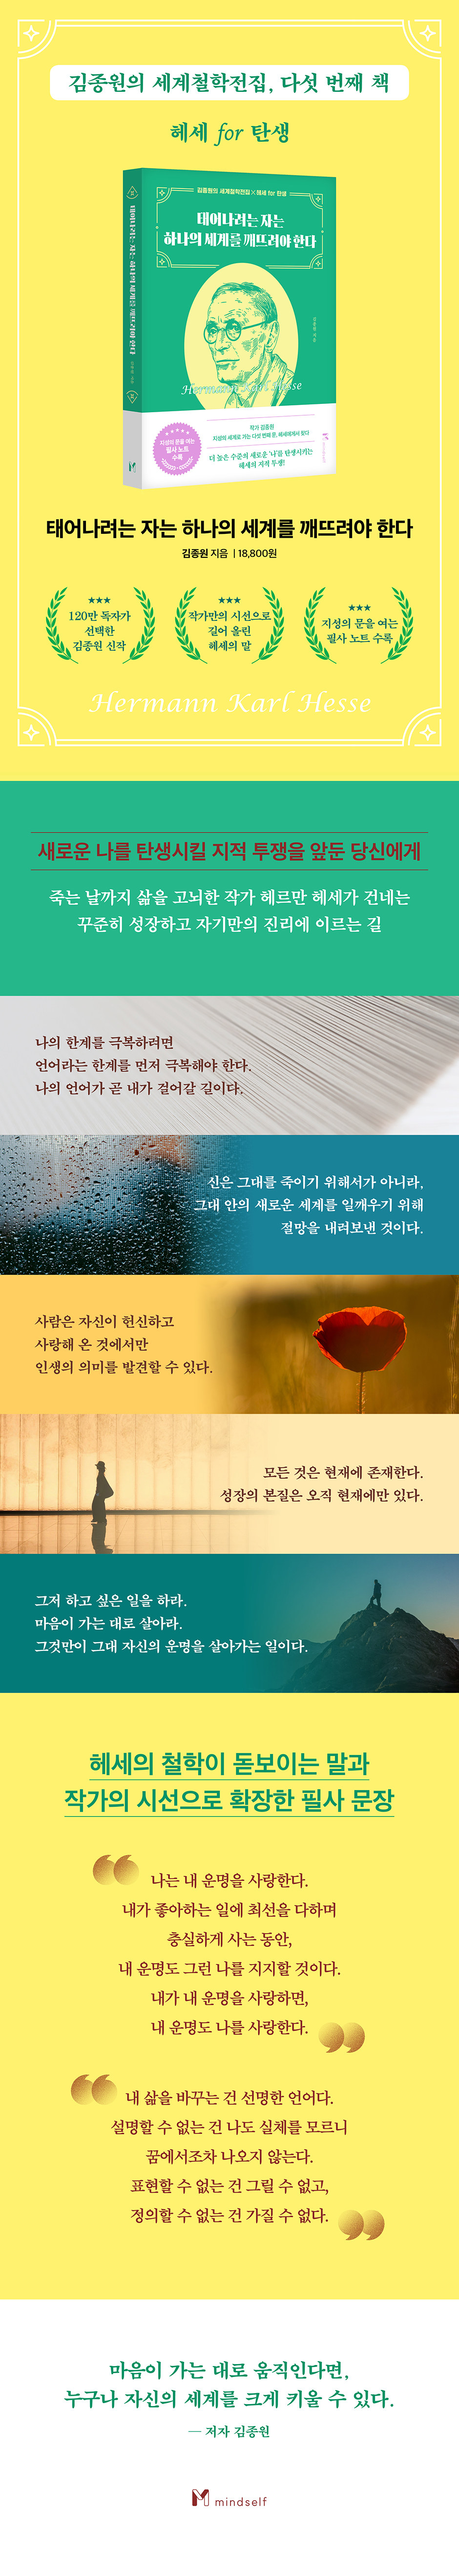 김종원의 세계철학전집, 다섯 번째 책
헤세 for 탄생
김종원의 세계철학전집 × 헤세 for 탄생
태어나려는 자는
하나의 세계를 깨뜨려야 한다
태어나려는 자는 하나의 세계를 깨뜨려야 한다
김종원 지음
Hermann Karl Hesse
지성의 문을 여는
필사 노트
수록
작가 김종원
지성의 세계로 가는 다섯 번째 문, 헤세에게서 찾다
더 높은 수준의 새로운 '나'를 탄생시키는
헤세의 지적 투쟁!
태어나려는 자는 하나의 세계를 깨뜨려야 한다
김종원 지음 | 18,800원
★★★
120만 독자가
선택한
김종원 신작
★★★
작가만의 시선으로
길어 올린
헤세의 말
★★★
지성의 문을 여는
필사 노트 수록
Hermann Karl Hesse
새로운 나를 탄생시킬 지적 투쟁을 앞둔 당신에게
죽는 날까지 삶을 고뇌한 작가 헤르만 헤세가 건네는
꾸준히 성장하고 자기만의 진리에 이르는 길
나의 한계를 극복하려면
언어라는 한계를 먼저 극복해야 한다.
나의 언어가 곧 내가 걸어갈 길이다.
신은 그대를 죽이기 위해서가 아니라,
그대 안의 새로운 세계를 일깨우기 위해
절망을 내려보낸 것이다.
사람은 자신이 헌신하고
사랑해 온 것에서만
인생의 의미를 발견할 수 있다.
모든 것은 현재에 존재한다.
성장의 본질은 오직 현재에만 있다.
그저 하고 싶은 일을 하라.
마음이 가는 대로 살아라.
그것만이 그대 자신의 운명을 살아가는 일이다.
헤세의 철학이 돋보이는 말과
작가의 시선으로 확장한 필사 문장
나는 내 운명을 사랑한다.
내가 좋아하는 일에 최선을 다하며
충실하게 사는 동안,
내 운명도 그런 나를 지지할 것이다.
내가 내 운명을 사랑하면,
내 운명도 나를 사랑한다.
내 삶을 바꾸는 건 선명한 언어다.
설명할 수 없는 건 나도 실체를 모르니
꿈에서조차 나오지 않는다.
표현할 수 없는 건 그릴 수 없고,
정의할 수 없는 건 가질 수 없다.
마음이 가는 대로 움직인다면,
누구나 자신의 세계를 크게 키울 수 있다.
— 저자 김종원
mindself